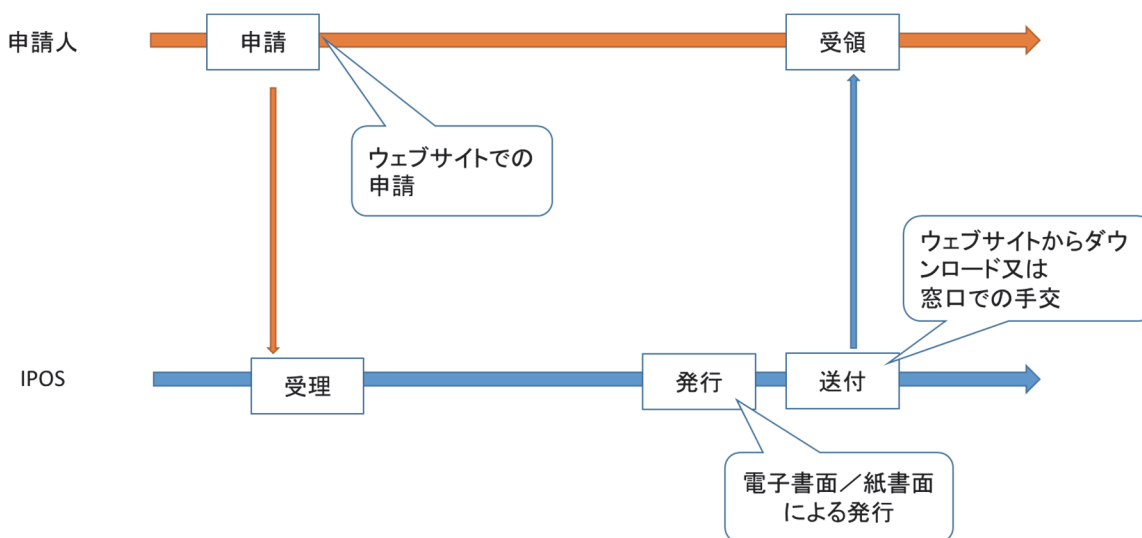 申請人
申請
受領
ウェブサイトでの
申請
ウェブサイトからダウ
ンロード又は
窓口での手交
IPOS
受理
発行
送付
電子書面／紙書面
による発行